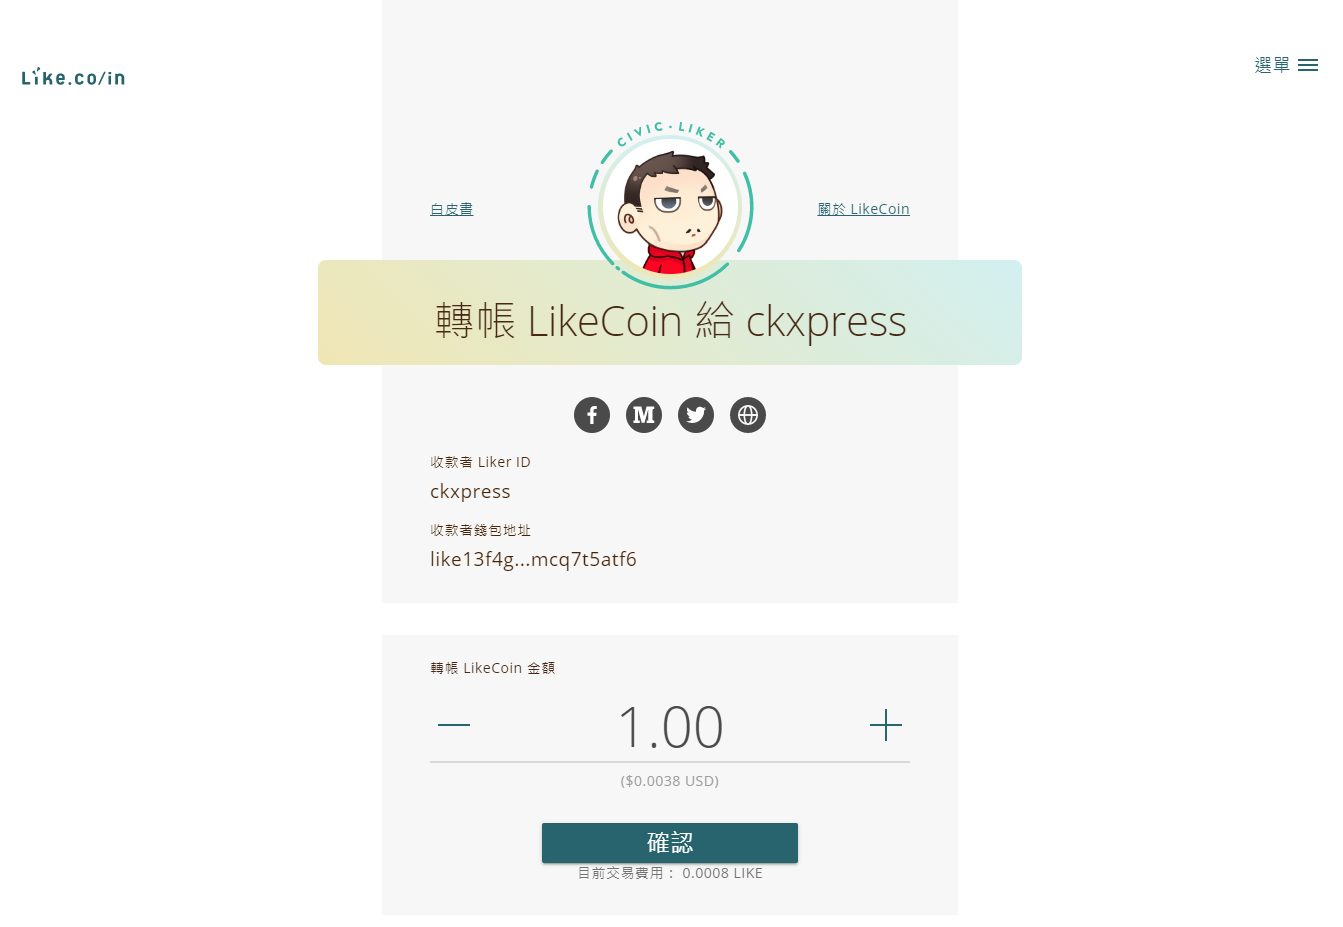 Like.co/in
選單
CIVIC · LIKER
白皮書
關於 LikeCoin
轉帳 LikeCoin 給 ckxpress
收款者 Liker ID
ckxpress
收款者錢包地址
like13f4g...mcq7t5atf6
轉帳 LikeCoin 金額
1.00
($0.0038 USD)
確認
目前交易費用： 0.0008 LIKE